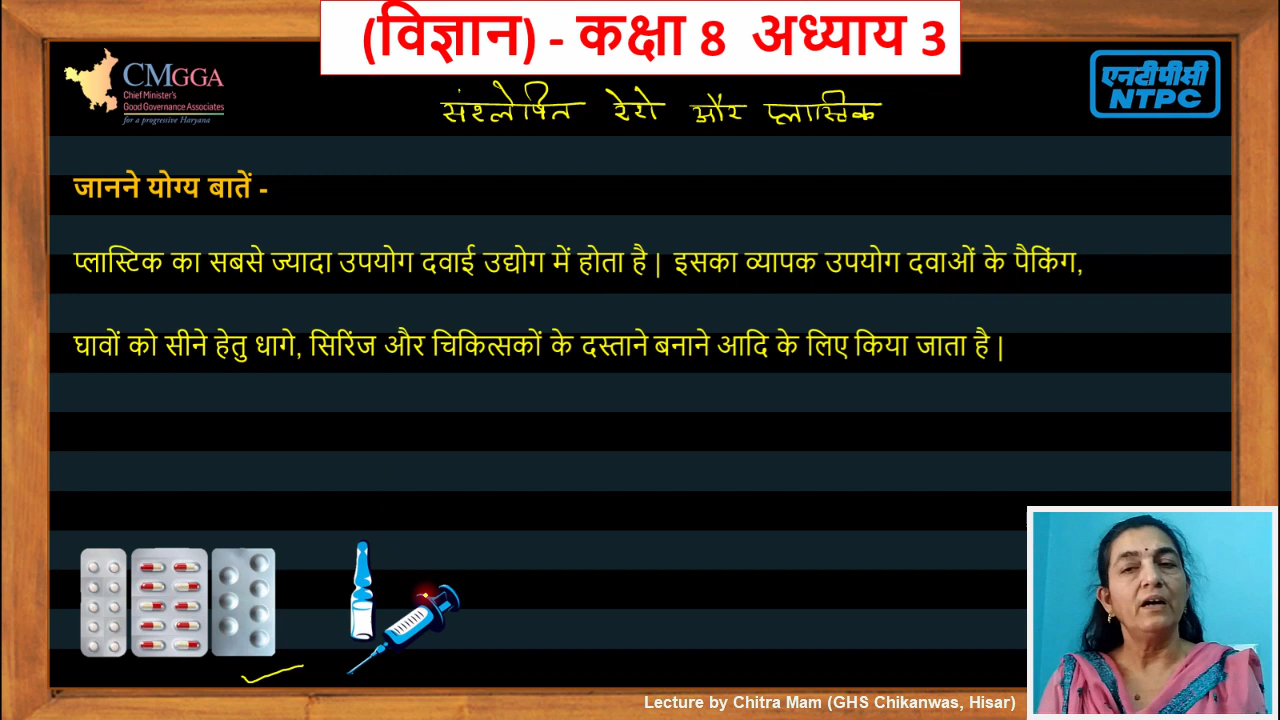 (विज्ञान) - कक्षा 8 अध्याय 3
CMGGA
Chief Minister's
Good Governance Associates
for a progressive Haryana
एनटीपीसी
NTPC
संश्लेषित रेशे और प्लास्टिक
जानने योग्य बातें -
प्लास्टिक का सबसे ज्यादा उपयोग दवाई उद्योग में होता है | इसका व्यापक उपयोग दवाओं के पैकिंग,
घावों को सीने हेतु धागे, सिरिंज और चिकित्सकों के दस्ताने बनाने आदि के लिए किया जाता है |
Lecture by Chitra Mam (GHS Chikanwas, Hisar)